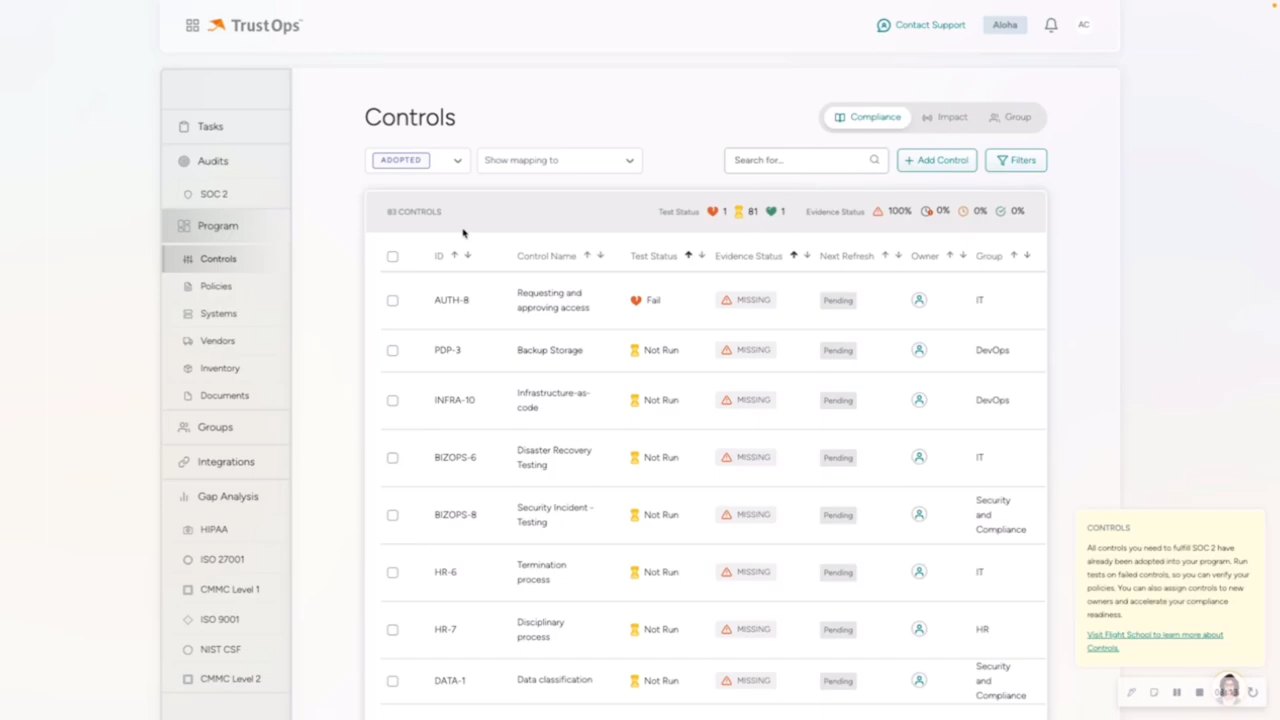 TrustOps
Contact Support
Aloha
AC
Tasks
Audits
SOC 2
Program
Controls
Policies
Systems
Vendors
Inventory
Documents
Groups
Integrations
Gap Analysis
HIPAA
ISO 27001
CMMC Level 1
ISO 9001
NIST CSF
CMMC Level 2
Controls
Compliance Impact Group
ADOPTED Show mapping to Search for... + Add Control Filters
83 CONTROLS Test Status 1 81 1 Evidence Status 100% 0% 0% 0%
ID Control Name Test Status Evidence Status Next Refresh Owner Group
AUTH-8 Requesting and approving access Fail MISSING Pending IT
PDP-3 Backup Storage Not Run MISSING Pending DevOps
INFRA-10 Infrastructure-as-code Not Run MISSING Pending DevOps
BIZOPS-6 Disaster Recovery Testing Not Run MISSING Pending IT
BIZOPS-8 Security Incident - Testing Not Run MISSING Pending Security and Compliance
HR-6 Termination process Not Run MISSING Pending IT
HR-7 Disciplinary process Not Run MISSING Pending HR
DATA-1 Data classification Not Run MISSING Pending Security and Compliance
CONTROLS
All controls you need to fulfill SOC 2 have
already been adopted into your program. Run
tests on failed controls, so you can verify your
policies. You can also assign controls to new
owners and accelerate your compliance
readiness.
Visit Flight School to learn more about
Controls.